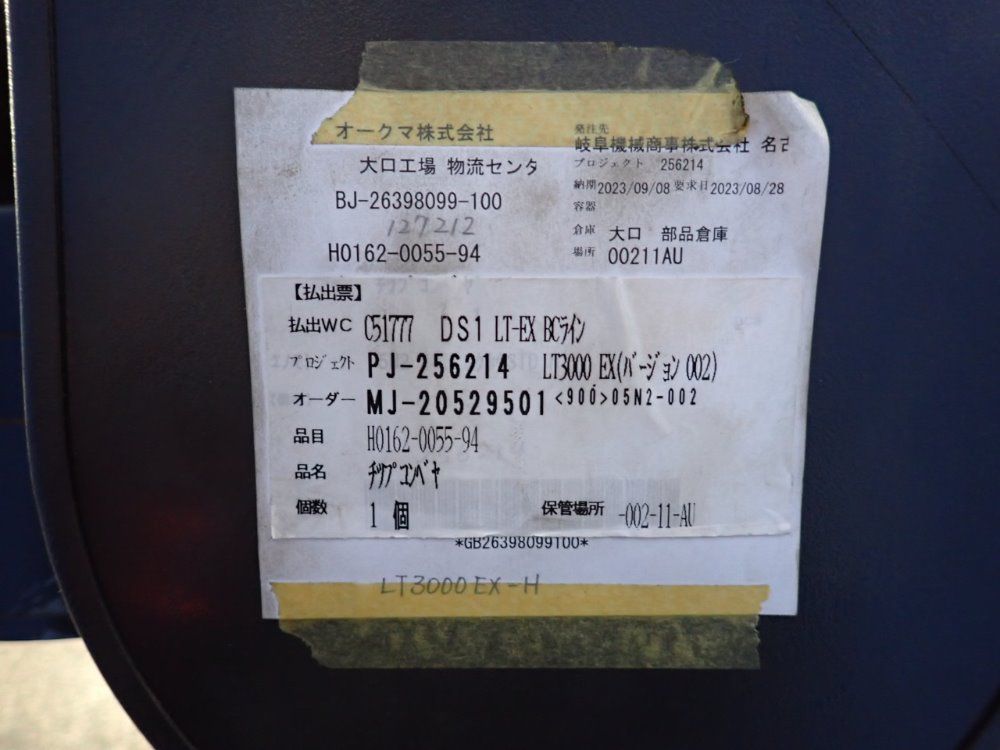 オークマ株式会社
大口工場 物流センタ
BJ-26398099-100
127212
H0162-0055-94
発注先
岐阜機械商事株式会社 名古
プロジェクト 256214
納期 2023/09/08 要求日 2023/08/28
容器
倉庫 大口 部品倉庫
場所 00211AU
【払出票】
払出WC C51777 DS1 LT-EX BCライン
プロジェクト PJ-256214 LT3000 EX(バージョン 002)
オーダー MJ-20529501 <900>05N2-002
品目 H0162-0055-94
品名 チップコンベヤ
個数 1 個 保管場所 -002-11-AU
*GB26398099100*
LT3000EX-H